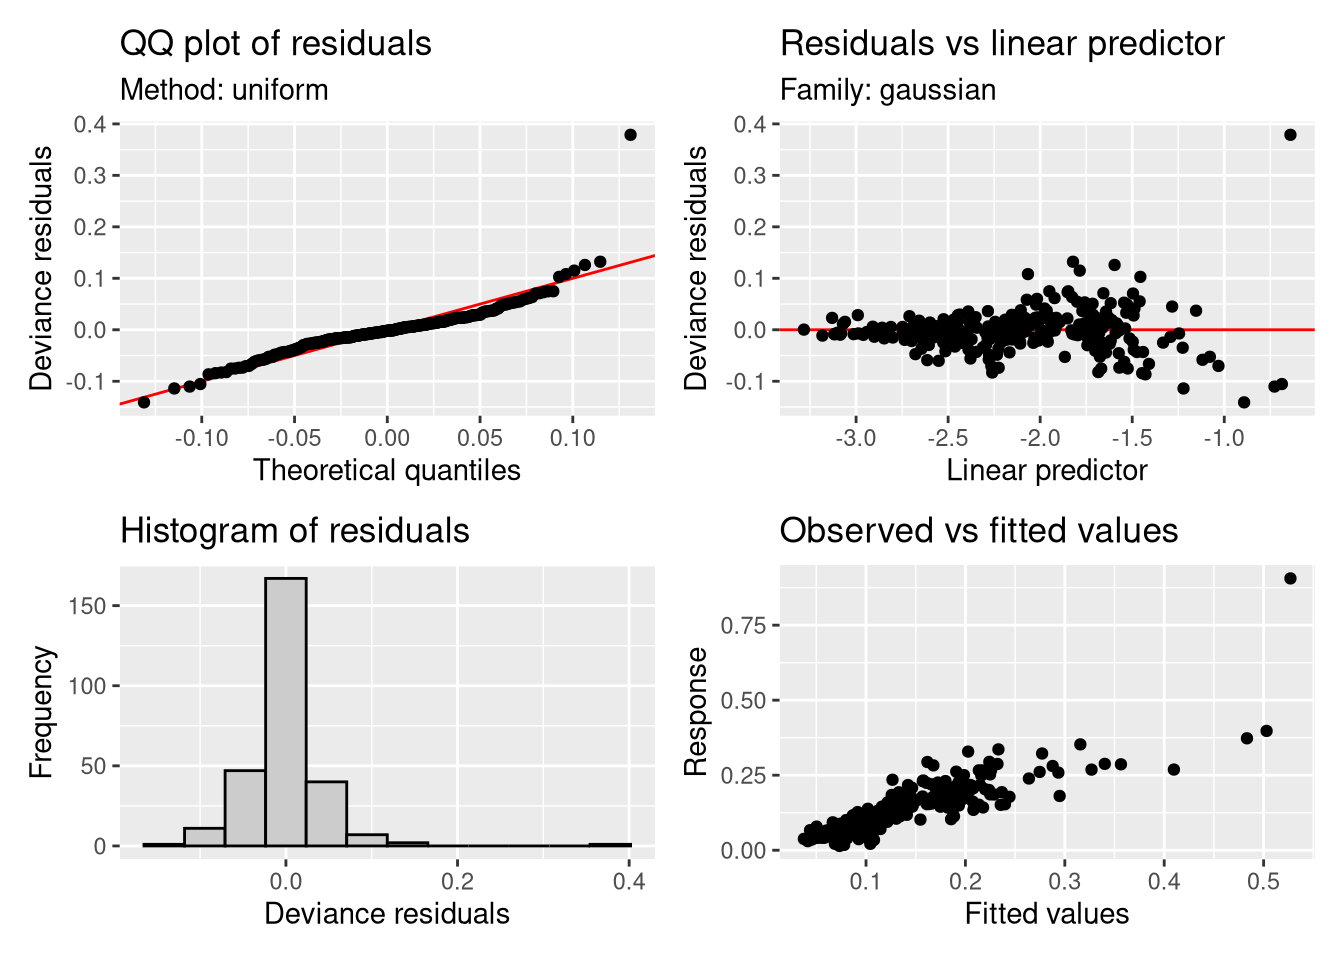 QQ plot of residuals
Method: uniform
Deviance residuals
0.4
0.3
0.2
0.1
0.0
-0.1
-0.10
-0.05
0.00
0.05
0.10
Theoretical quantiles
Residuals vs linear predictor
Family: gaussian
Deviance residuals
0.4
0.3
0.2
0.1
0.0
-0.1
-3.0
-2.5
-2.0
-1.5
-1.0
Linear predictor
Histogram of residuals
Frequency
150
100
50
0
0.0
0.2
0.4
Deviance residuals
Observed vs fitted values
Response
0.75
0.50
0.25
0.00
0.1
0.2
0.3
0.4
0.5
Fitted values